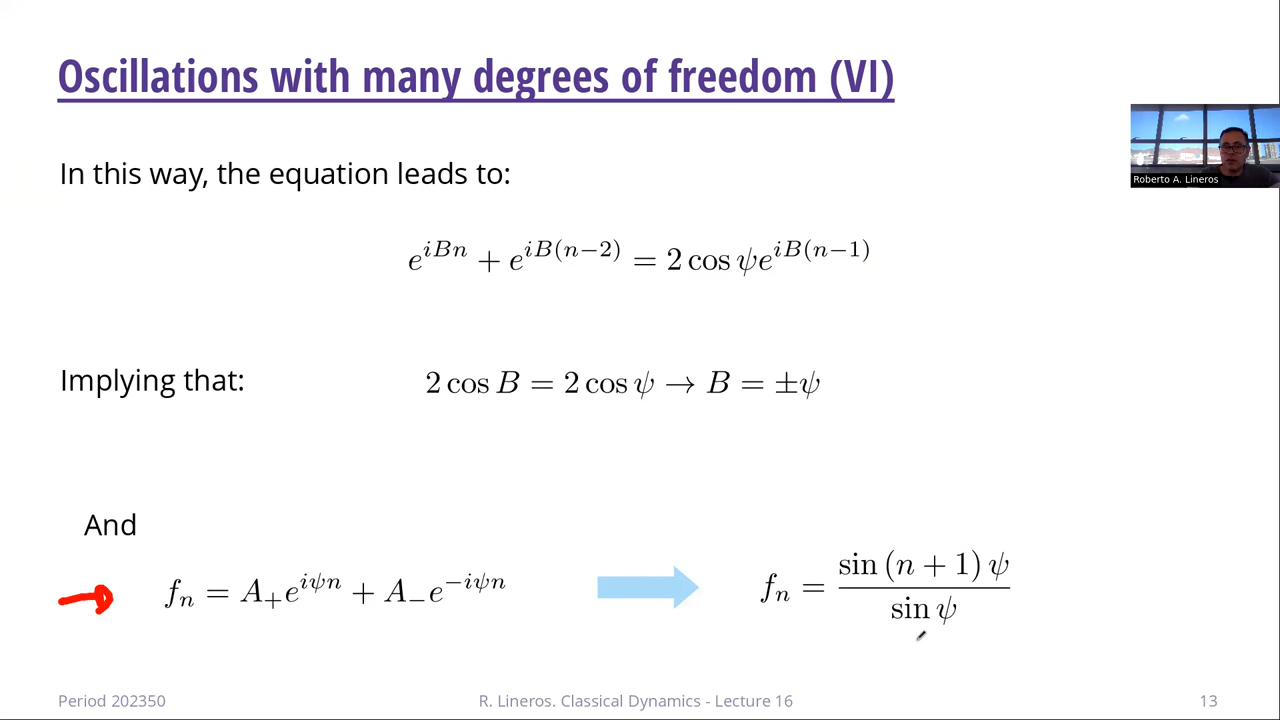 Oscillations with many degrees of freedom (VI)
Roberto A. Lineros
In this way, the equation leads to:
e^{iBn} + e^{iB(n−2)} = 2 cos ψe^{iB(n−1)}
Implying that: 2 cos B = 2 cos ψ → B = ±ψ
And
f_n = A_+e^{iψn} + A_−e^{−iψn} f_n = \frac{sin (n + 1) ψ}{sin ψ}
Period 202350 R. Lineros. Classical Dynamics - Lecture 16 13